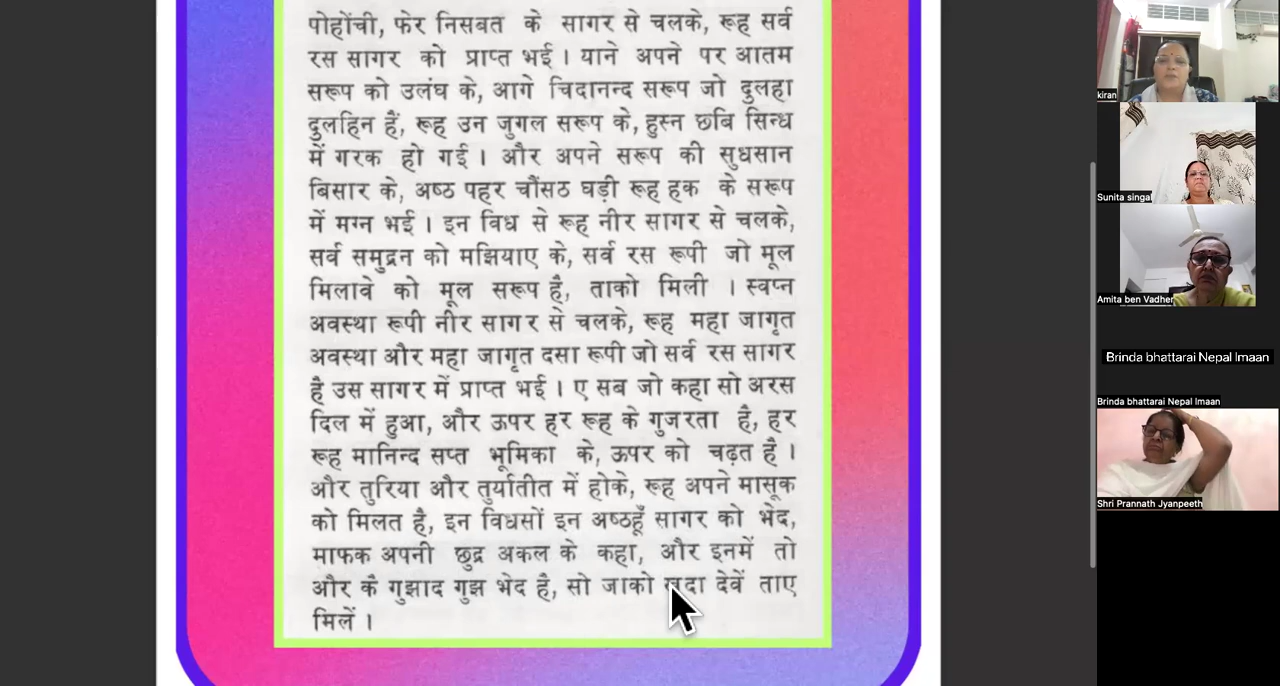 पोहोंची, फेर निसबत के सागर से चलके, रूह सर्व
रस सागर को प्राप्त भई । याने अपने पर आतम
सरूप को उलंघ के, आगे चिदानन्द सरूप जो दुलहा
दुलहिन हैं, रूह उन जुगल सरूप के, हुस्न छबि सिन्ध
में गरक हो गई । और अपने सरूप की सुधसान
बिसार के, अष्ठ पहर चौंसठ घड़ी रूह हक के सरूप
में मग्न भई । इन विध से रूह नीर सागर से चलके,
सर्व समुद्रन को मझियाए के, सर्व रस रूपी जो मूल
मिलावे को मूल सरूप है, ताको मिली । स्वप्न
अवस्था रूपी नीर सागर से चलके, रूह महा जागृत
अवस्था और महा जागृत दसा रूपी जो सर्व रस सागर
है उस सागर में प्राप्त भई । ए सब जो कहा सो अरस
दिल में हुआ, और ऊपर हर रूह के गुजरता है, हर
रूह मानिन्द सप्त भूमिका के, ऊपर को चढ़त है ।
और तुरिया और तुर्यातीत में होके, रूह अपने मासूक
को मिलत है, इन विधसों इन अष्ठहूँ सागर को भेद,
माफक अपनी छुद्र अकल के कहा, और इनमें तो
और कै गुझाद गुझ भेद है, सो जाको खुदा देवें ताए
मिलें ।
kiran
Sunita singal
Amita ben Vadher
Brinda bhattarai Nepal Imaan
Brinda bhattarai Nepal Imaan
Shri Prannath Jyanpeeth